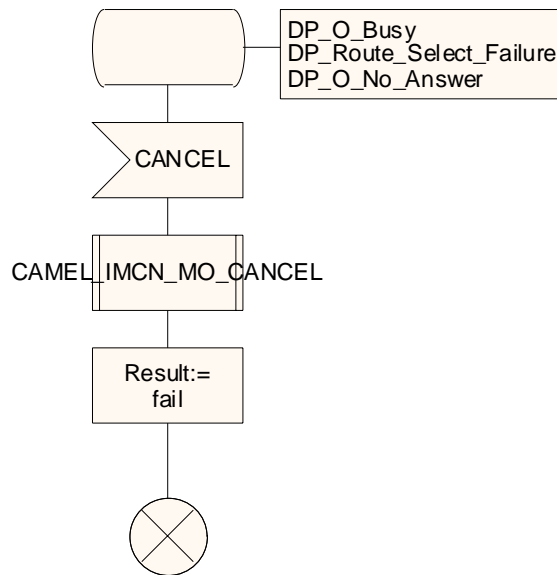 DP_O_Busy
DP_Route_Select_Failure
DP_O_No_Answer
CANCEL
CAMEL_IMCN_MO_CANCEL
Result:=
fail